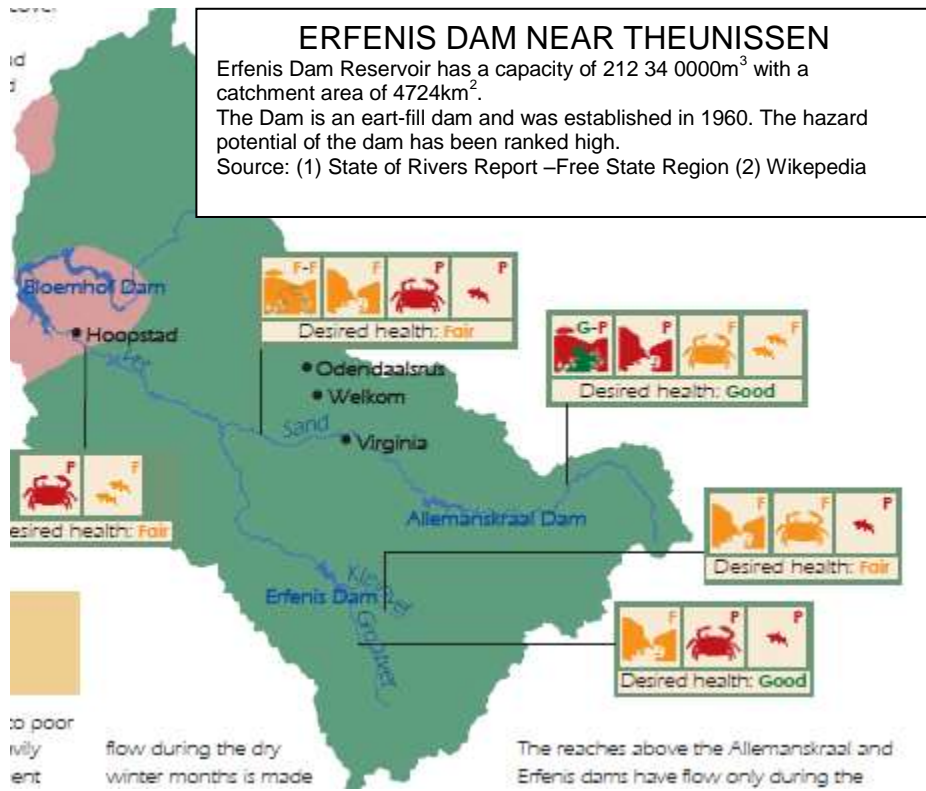 ERFENIS DAM NEAR THEUNISSEN
Erfenis Dam Reservoir has a capacity of 212 34 0000m³ with a
catchment area of 4724km².
The Dam is an eart-fill dam and was established in 1960. The hazard
potential of the dam has been ranked high.
Source: (1) State of Rivers Report –Free State Region (2) Wikepedia
F-F F P P
Desired health: Fair
Bloemhof Dam
Hoopstad
Vet
G-P P F F
Desired health: Good
Odendaalsrus
Welkom
Sand
Virginia
P F
esired health: Fair
Allemanskraal Dam
F F P
Desired health: Fair
Erfenis Dam
F P P
Desired health: Good
to poor
avily
ent
flow during the dry
winter months is made
The reaches above the Allemanskraal and
Erfenis dams have flow only during the